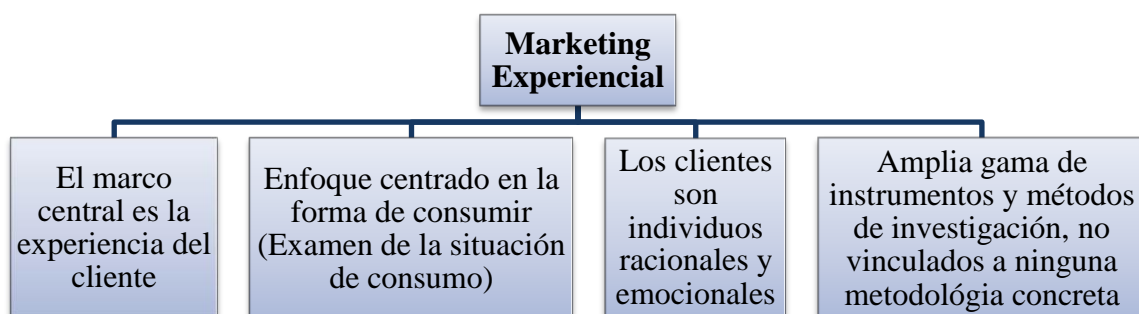 Marketing
Experiencial
El marco
central es la
experiencia del
cliente
Enfoque centrado en la
forma de consumir
(Examen de la situación
de consumo)
Los clientes
son
individuos
racionales y
emocionales
Amplia gama de
instrumentos y métodos
de investigación, no
vinculados a ninguna
metodológia concreta